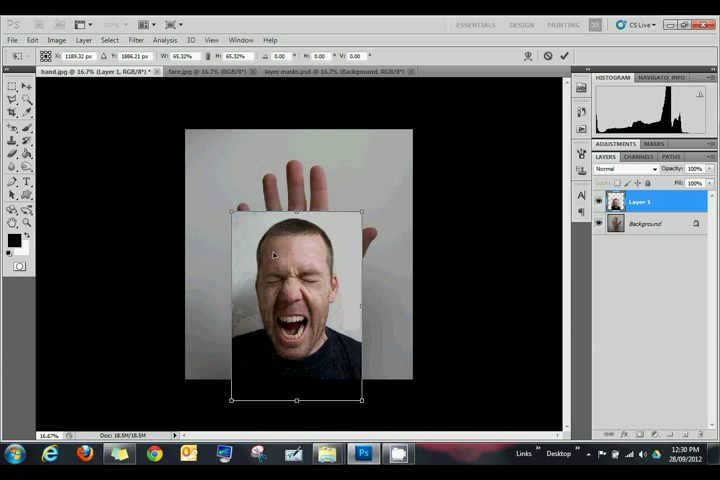 Ps 100% ESSENTIALS DESIGN PAINTING >> CS Live
File Edit Image Layer Select Filter Analysis 3D View Window Help
X: 1189.32 px Y: 1886.21 px W: 65.32% H: 65.32% 0.00 ° H: 0.00 ° V: 0.00 °
hand.jpg @ 16.7% (Layer 1, RGB/8*) * × face.jpg @ 16.7% (RGB/8*) × layer masks.psd @ 16.7% (Background, RGB/8*) ×
HISTOGRAM NAVIGATO INFO
ADJUSTMENTS MASKS
LAYERS CHANNELS PATHS
Normal Opacity: 100%
Lock: Fill: 100%
Layer 1
Background
16.67% Doc: 18.5M/18.5M
Links » Desktop » 12:30 PM
28/09/2012